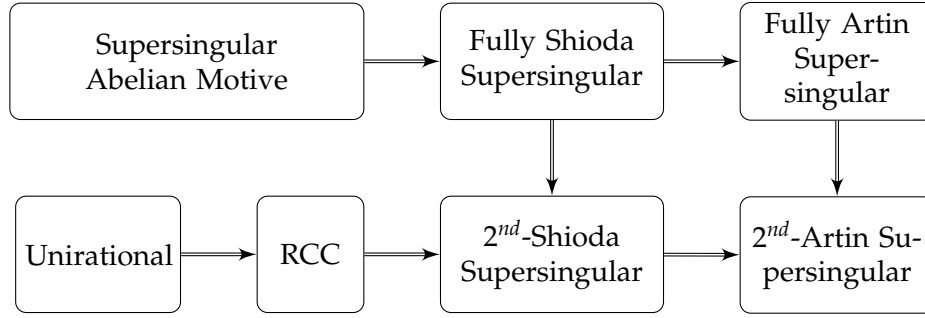 Supersingular
Abelian Motive
Fully Shioda
Supersingular
Fully Artin
Super-
singular
Unirational
RCC
2nd-Shioda
Supersingular
2nd-Artin Su-
persingular